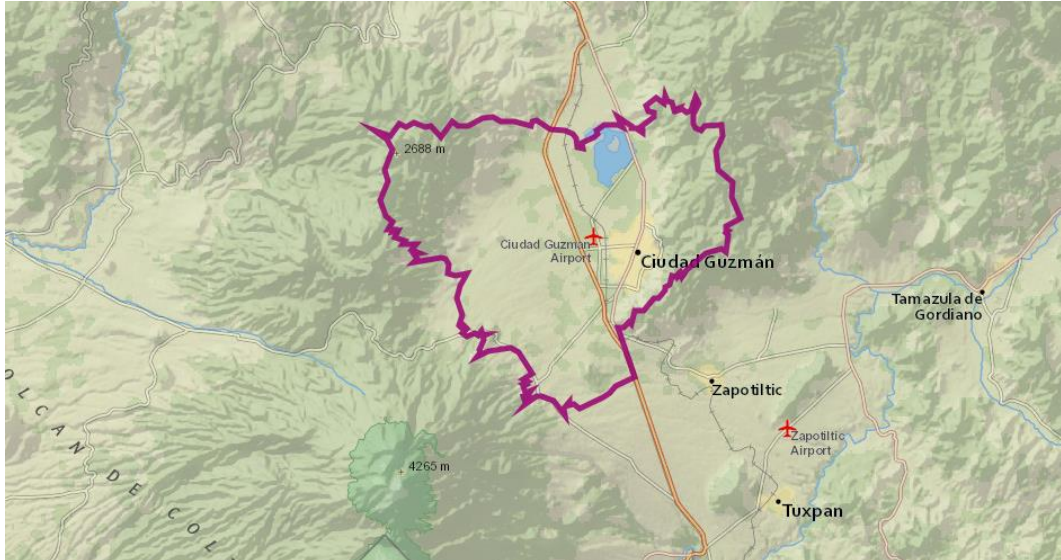 2688 m
Ciudad Guzmán
Airport
Ciudad Guzmán
Tamazula de
Gordiano
Zapotiltic
Zapotiltic
Airport
4265 m
Tuxpan
OLCAN DE COL